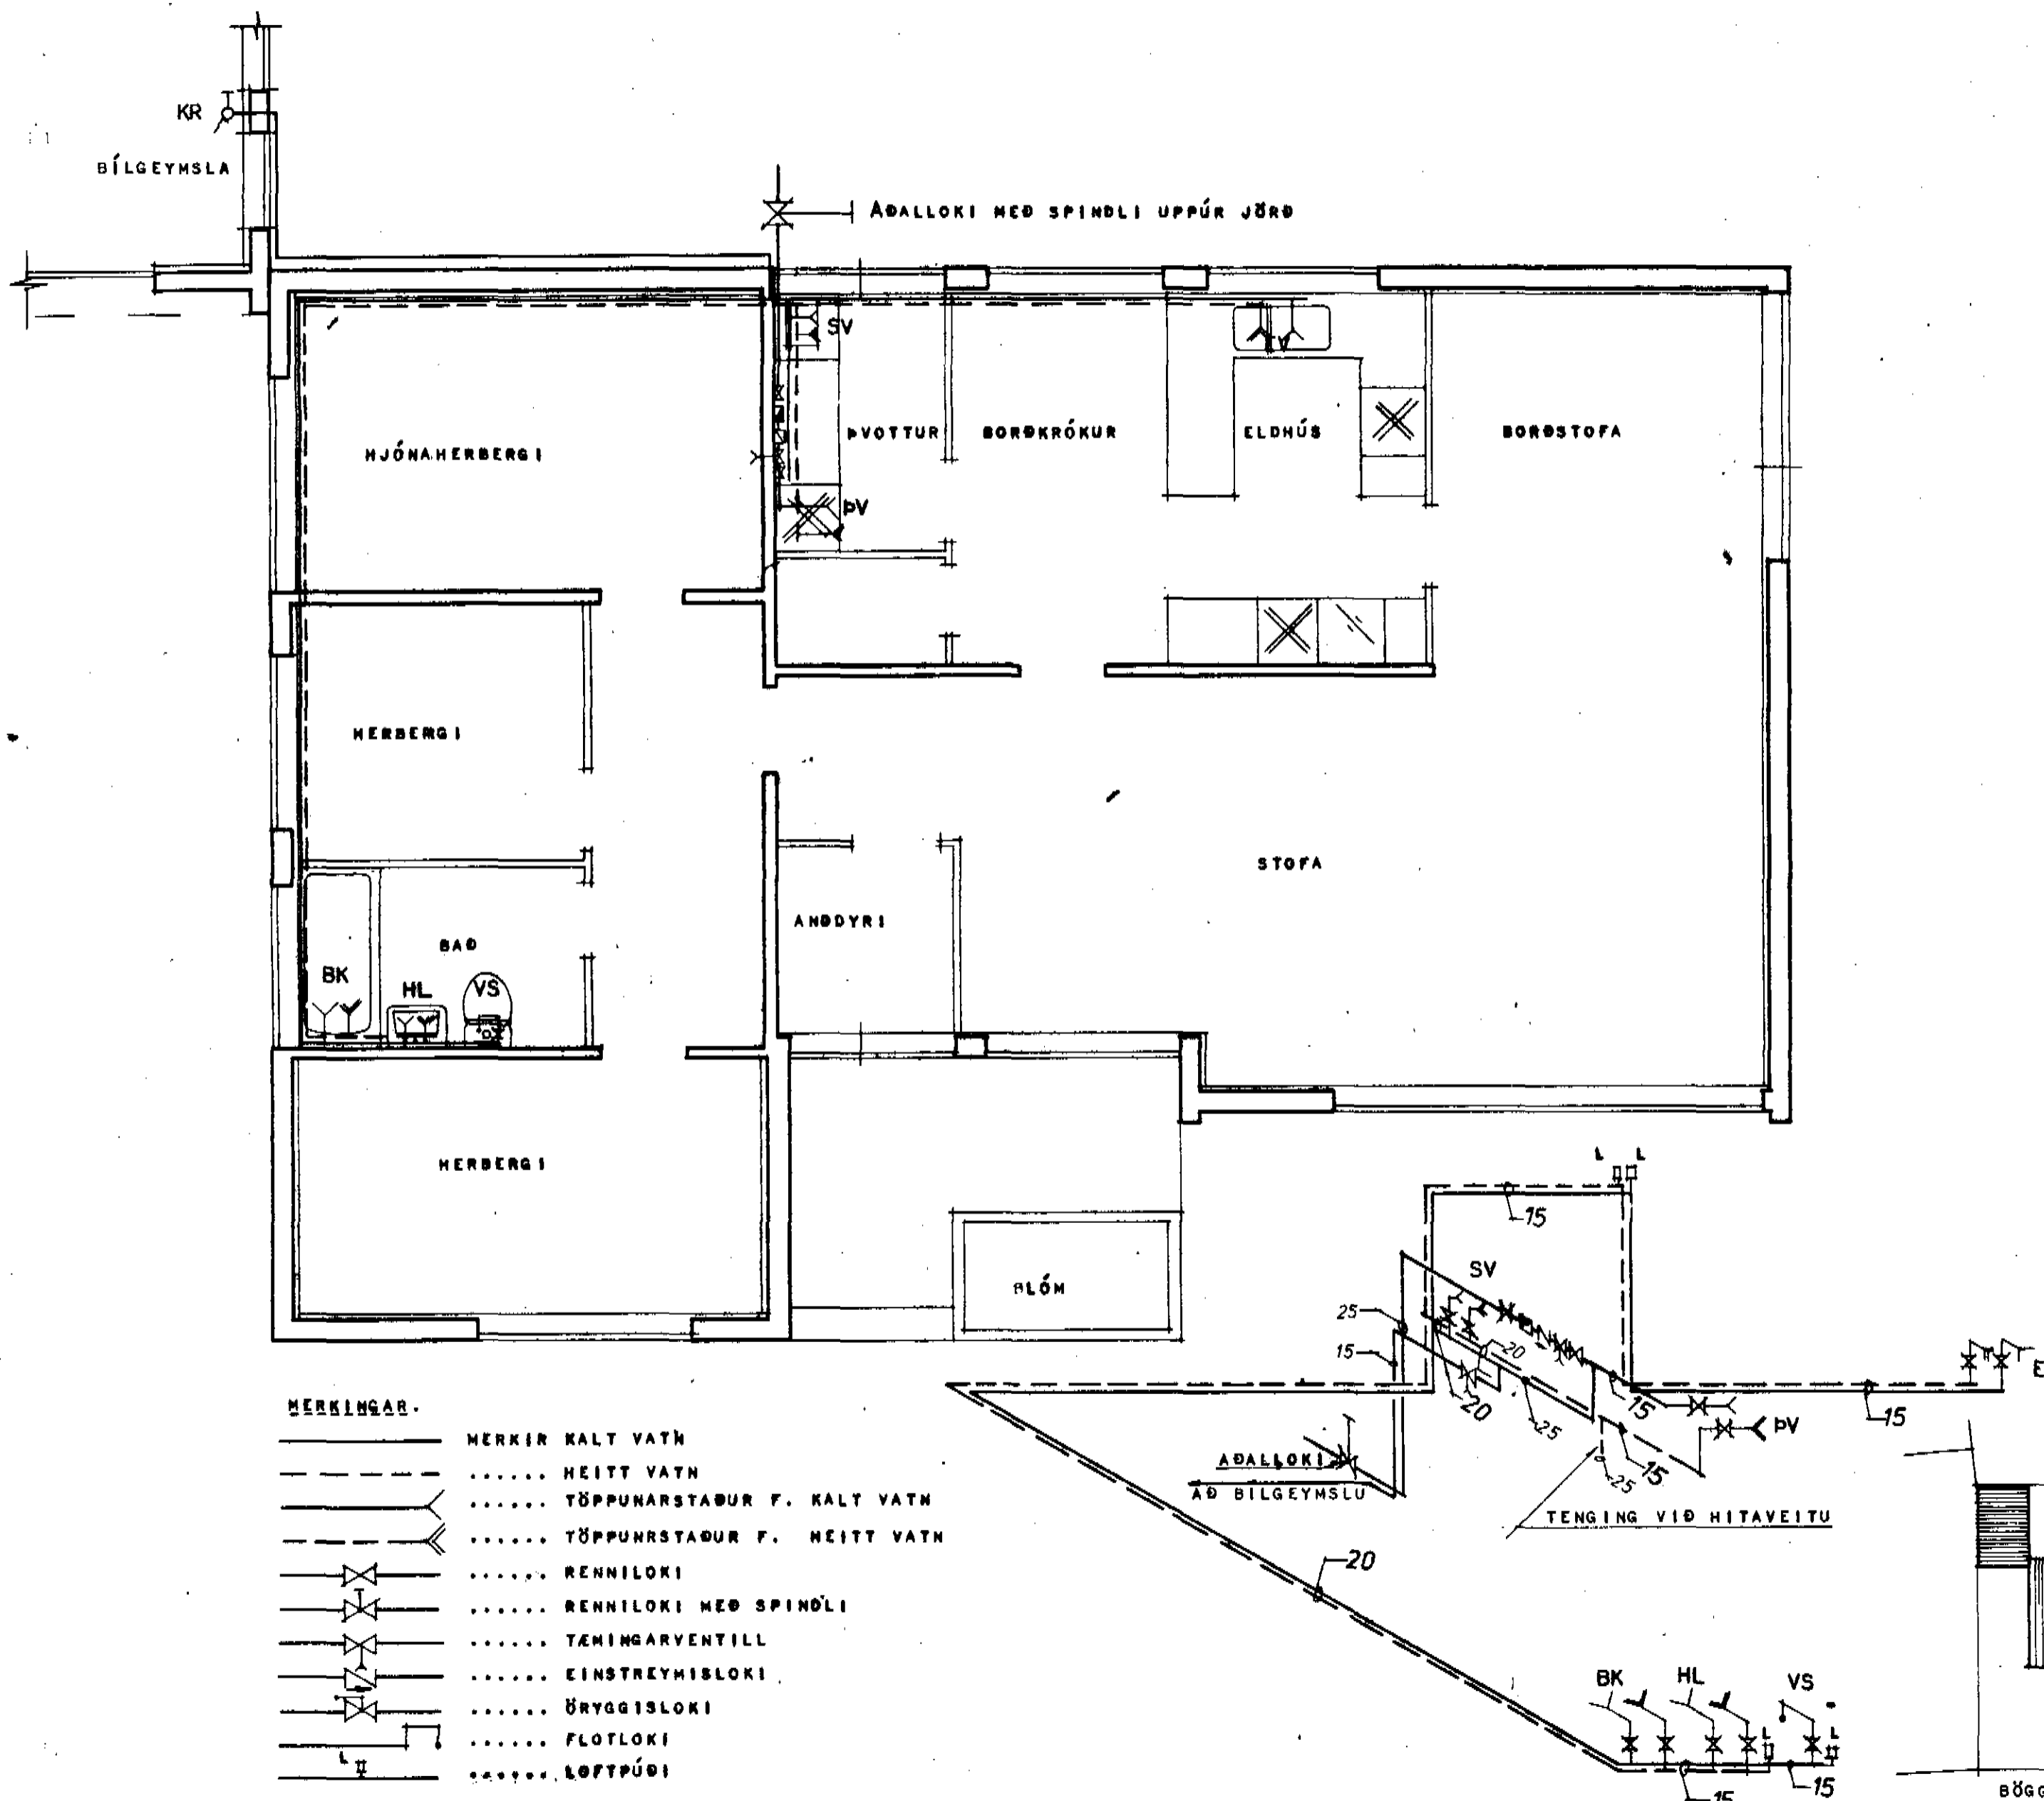 KR
BÍLGEYMSLA
AÐALLOKI MEÐ SPINDLI UPPÚR JÖRÐ
SV
V
HJÓNAHERBERGI
ÞVOTTUR
BORÐKRÓKUR
ELDHÚS
BORÐSTOFA
ÞV
HERBERGI
STOFA
ANDDYRI
BAÐ
BK
HL
VS
HERBERGI
BLÓM
L L
15
SV
25
15
20
20
25
15
15
25
15
ÞV
E
AÐALLOKI
AÐ BÍLGEYMSLU
TENGING VIÐ HITAVEITU
20
BK
HL
VS
L
L
15
15
BÖGG
MERKINGAR.
MERKIR KALT VATN
...... HEITT VATN
...... TÖPPUNARSTAÐUR F. KALT VATN
...... TÖPPUNRSTAÐUR F. HEITT VATN
...... RENNILOKI
...... RENNILOKI MEÐ SPINDLI
...... TÆMINGARVENTILL
...... EINSTREYMISLOKI
...... ÖRYGGISLOKI
...... FLOTLOKI
L
...... LOFTPÚÐI